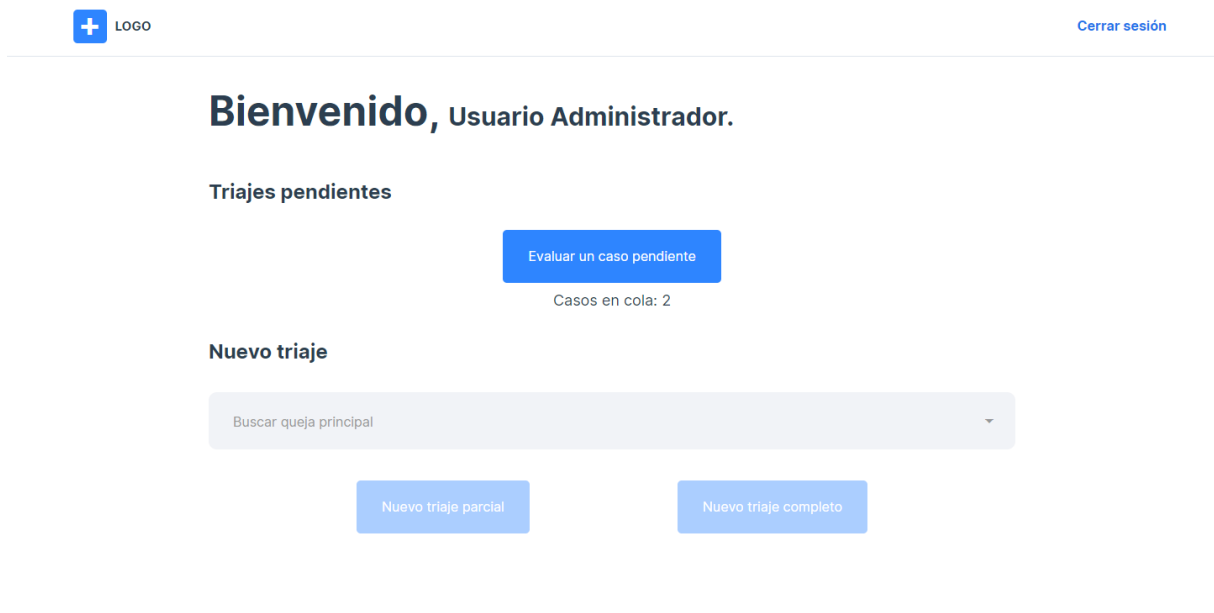 LOGO
Cerrar sesión
Bienvenido, Usuario Administrador.
Triajes pendientes
Evaluar un caso pendiente
Casos en cola: 2
Nuevo triaje
Buscar queja principal
Nuevo triaje parcial
Nuevo triaje completo